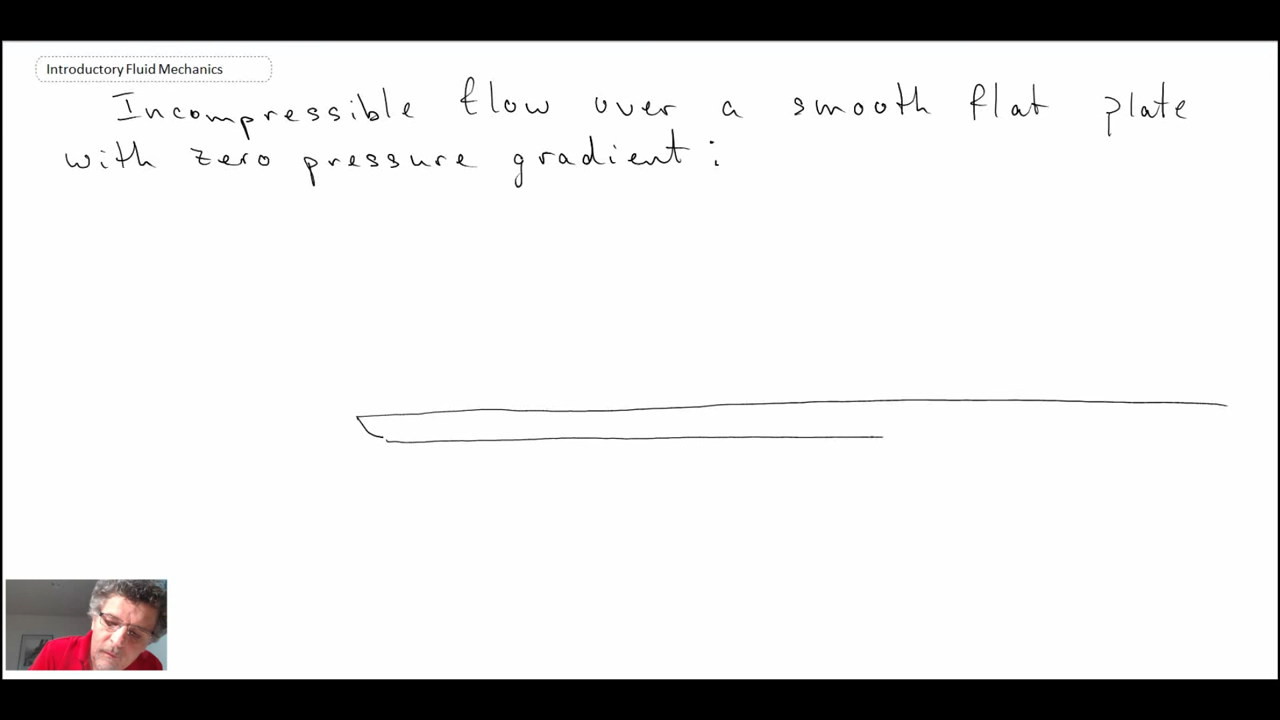 Introductory Fluid Mechanics
Incompressible flow over a smooth flat plate
with zero pressure gradient :